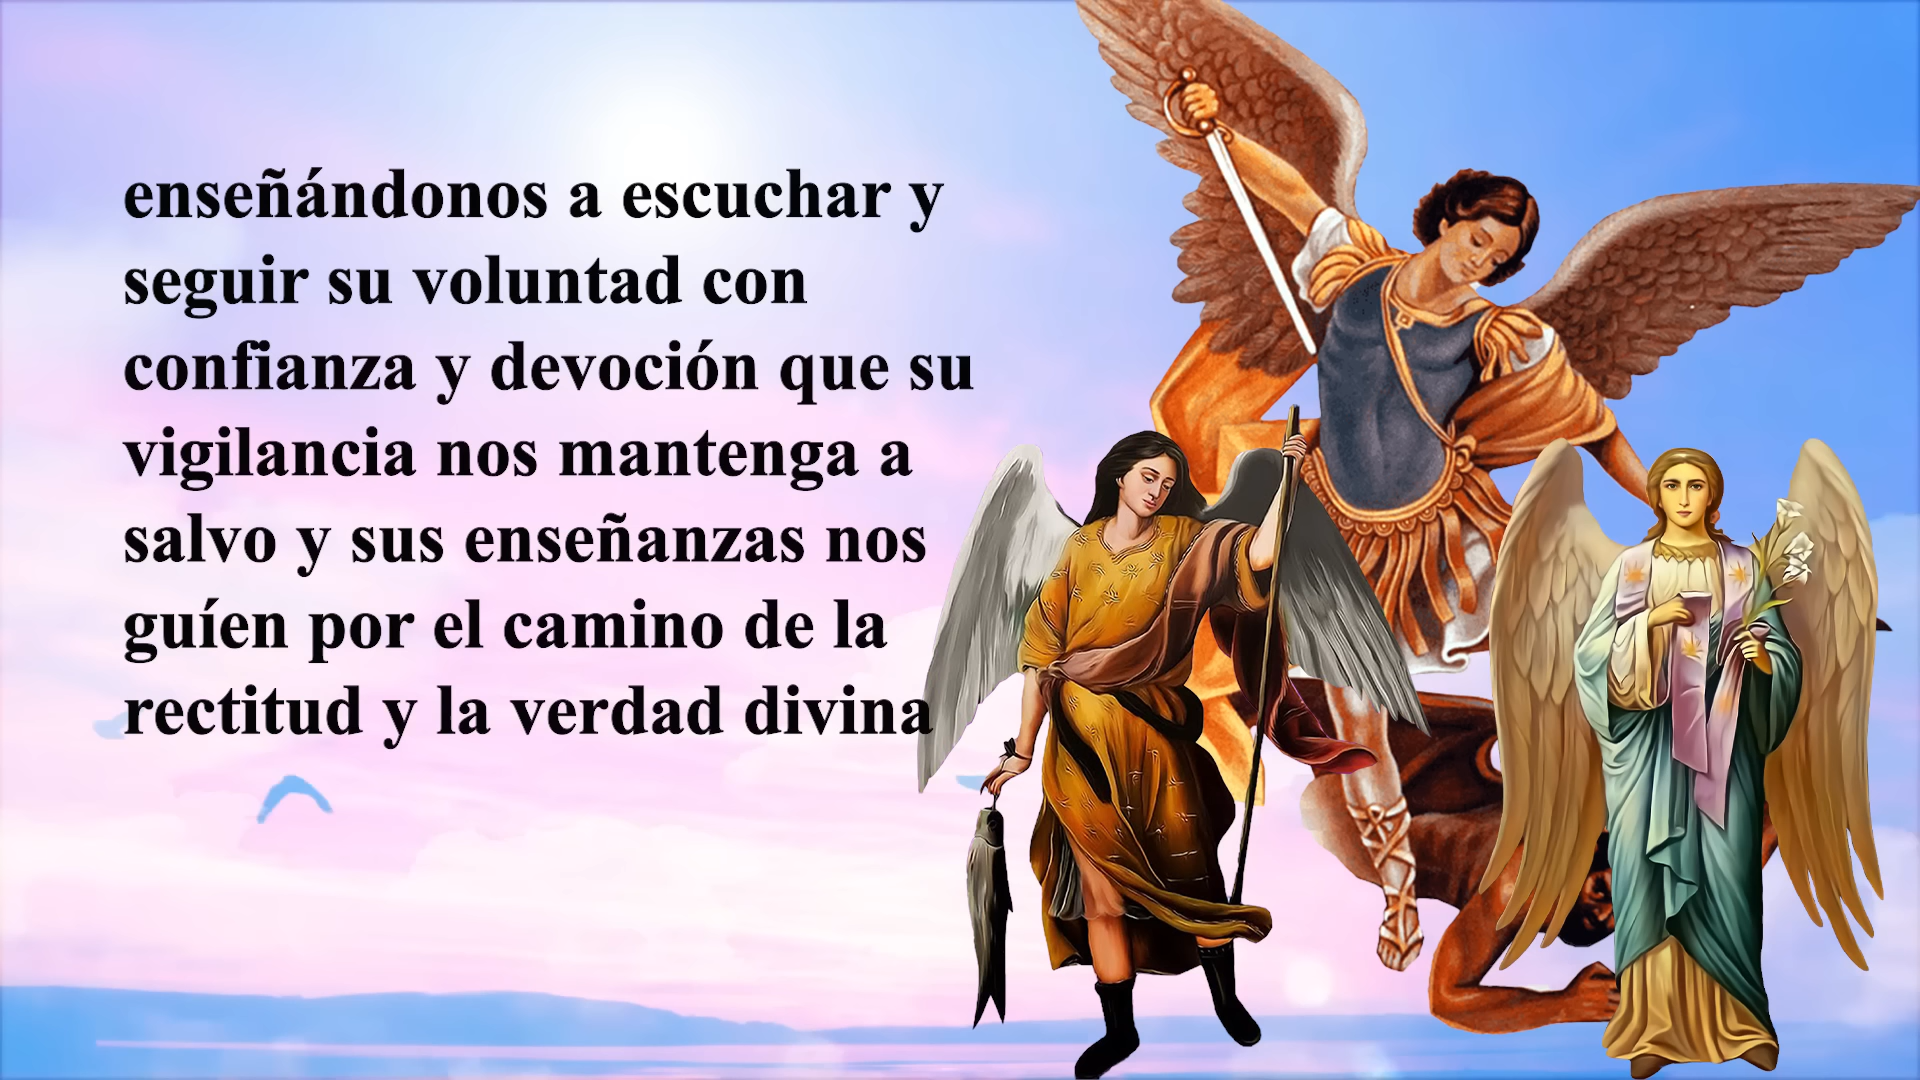 enseñándonos a escuchar y
seguir su voluntad con
confianza y devoción que su
vigilancia nos mantenga a
salvo y sus enseñanzas nos
guíen por el camino de la
rectitud y la verdad divina